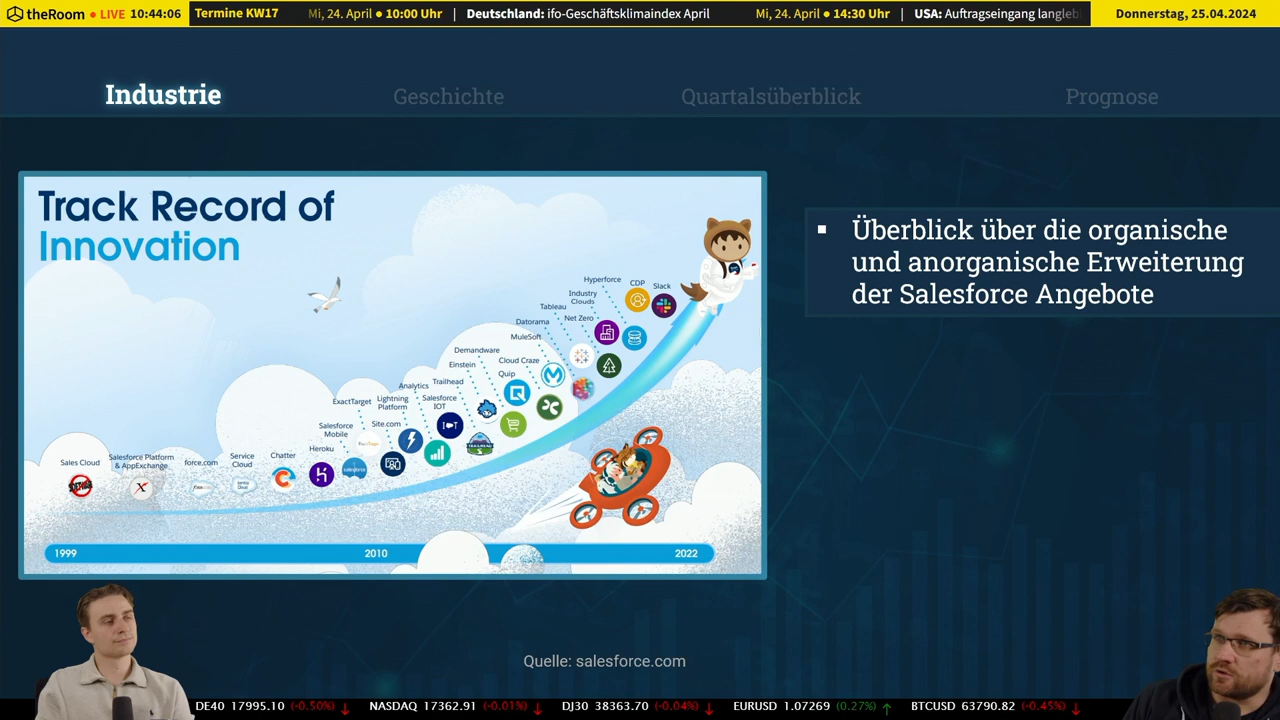 theRoom • LIVE 10:44:06
Termine KW17
Mi, 24. April • 10:00 Uhr | Deutschland: ifo-Geschäftsklimaindex April
Mi, 24. April • 14:30 Uhr | USA: Auftragseingang langleb
Donnerstag, 25.04.2024
Industrie
Geschichte
Quartalsüberblick
Prognose
Track Record of
Innovation
Sales Cloud
Salesforce Platform
& AppExchange
force.com
Service
Cloud
Chatter
Heroku
Salesforce
Mobile
ExactTarget
Site.com
Lightning
Platform
Analytics
Salesforce
IOT
Trailhead
Einstein
Demandware
Quip
Cloud Craze
MuleSoft
Datorama
Tableau
Net Zero
Industry
Clouds
Hyperforce
CDP
Slack
1999
2010
2022
▪ Überblick über die organische
und anorganische Erweiterung
der Salesforce Angebote
Quelle: salesforce.com
DE40 17995.10 (-0.50%) ↓ NASDAQ 17362.91 (-0.01%) ↓ DJ30 38363.70 (-0.04%) ↓ EURUSD 1.07269 (0.27%) ↑ BTCUSD 63790.82 (-0.45%) ↓